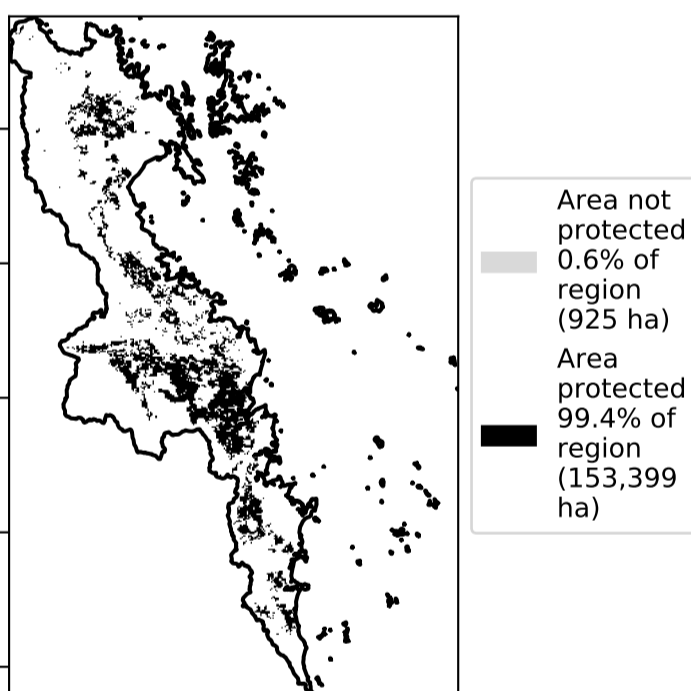 Area not
protected
0.6% of
region
(925 ha)
Area
protected
99.4% of
region
(153,399
ha)